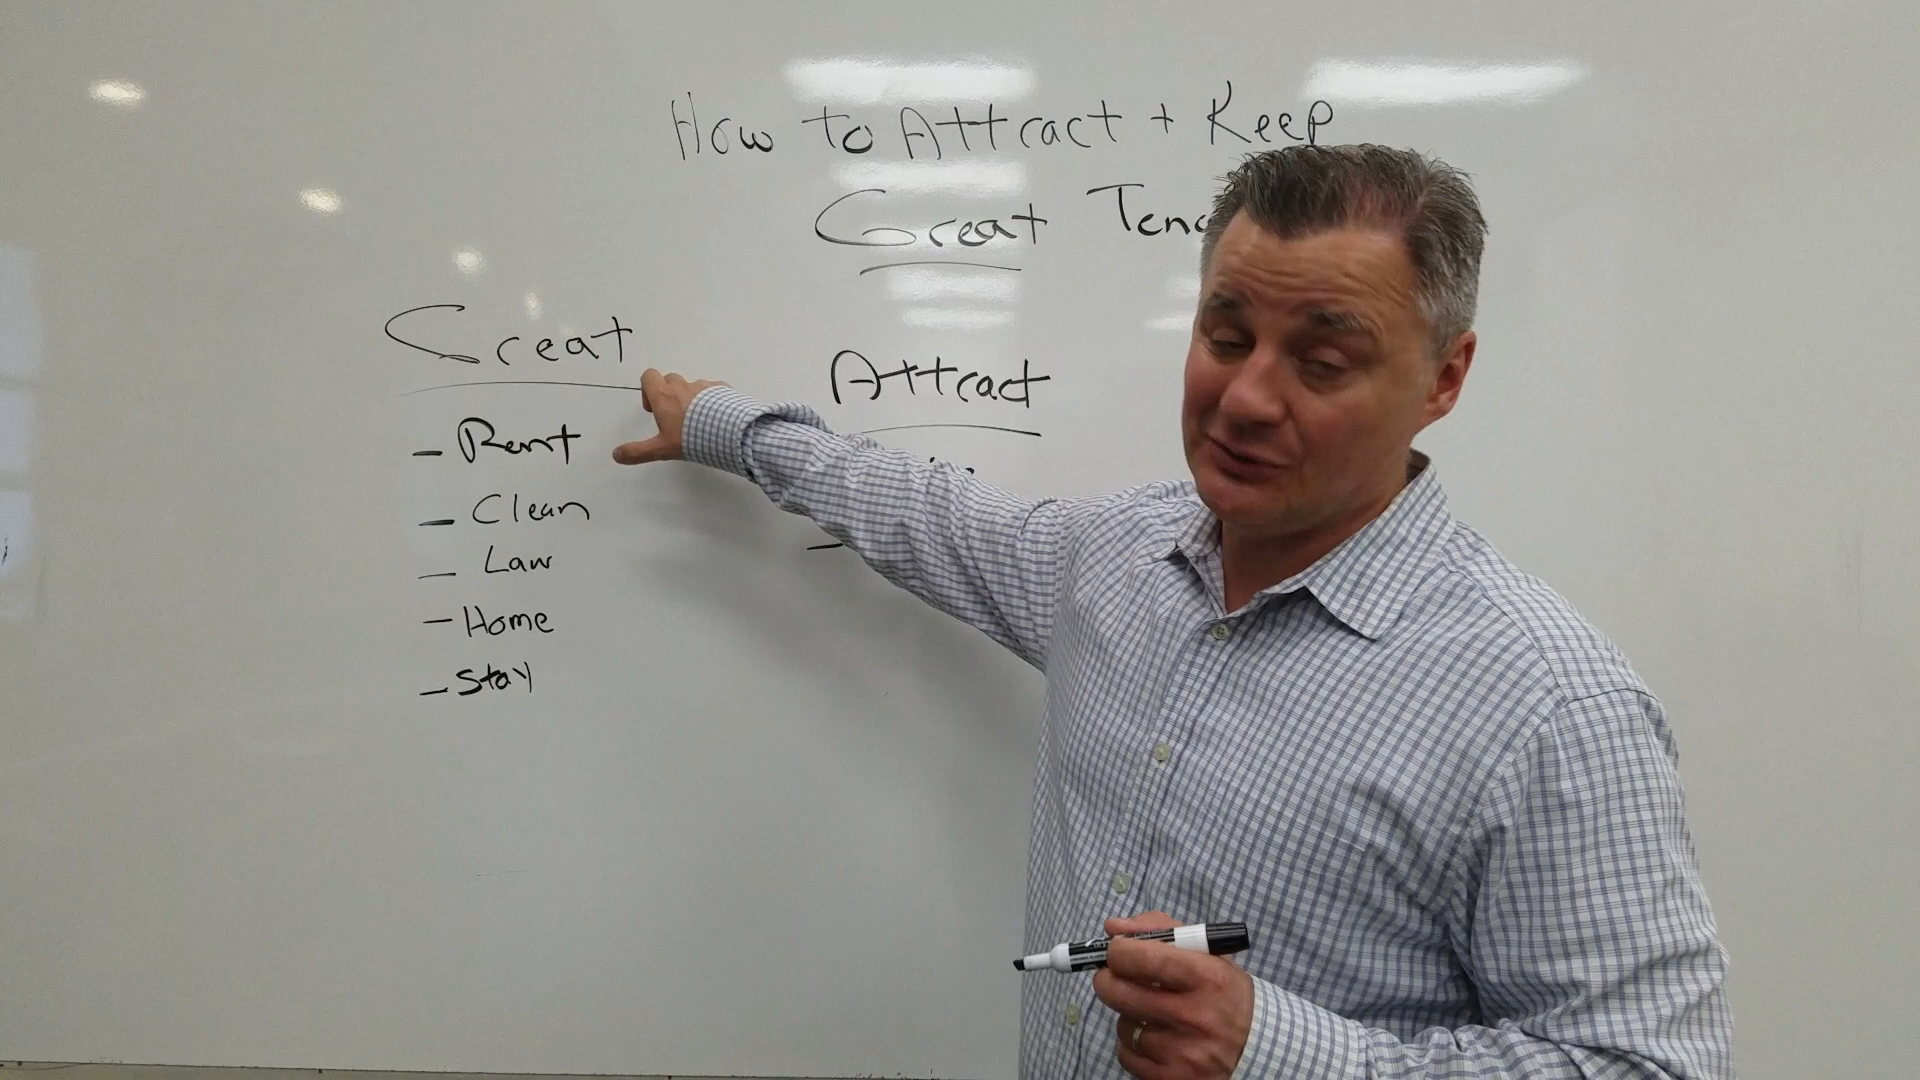 How to Attract + Keep
Great Tena
Great
- Rent
- Clean
- Law
- Home
- Stay
Attract
-